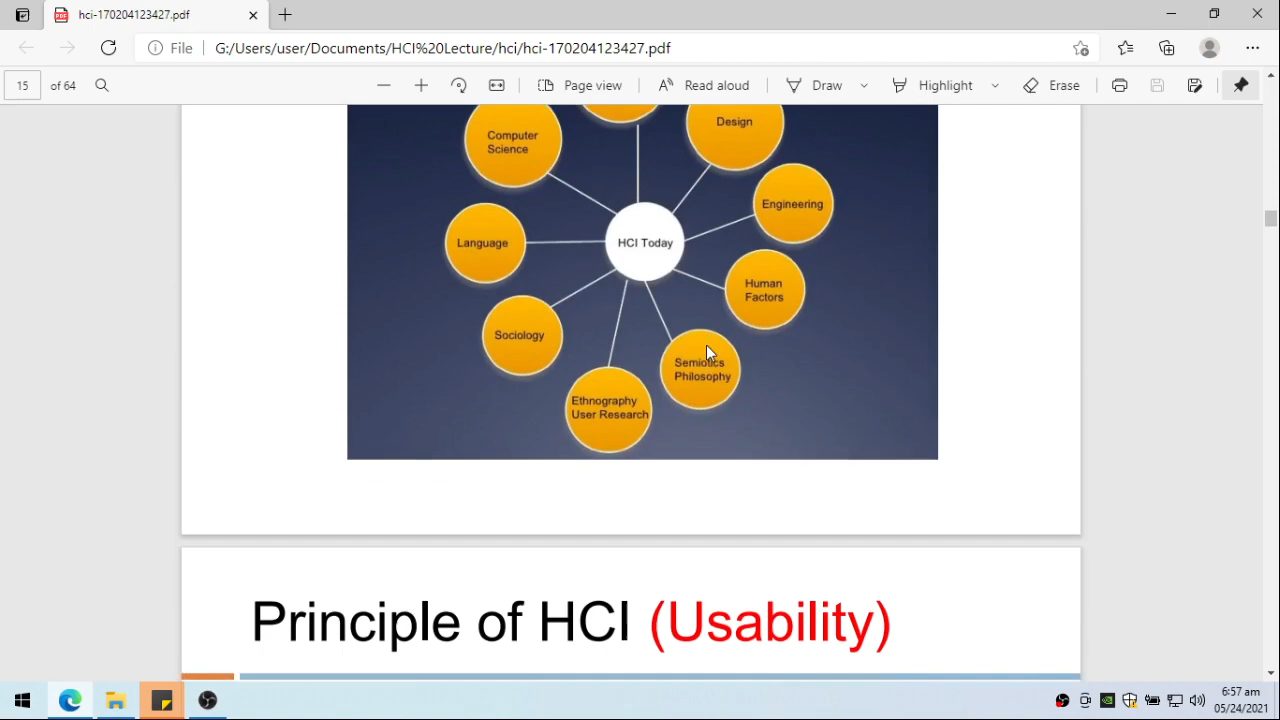 hci-170204123427.pdf
File
G:/Users/user/Documents/HCI%20Lecture/hci/hci-170204123427.pdf
15
of 64
Page view
Read aloud
Draw
Highlight
Erase
Design
Computer
Science
Engineering
HCI Today
Language
Human
Factors
Sociology
Semiotics
Philosophy
Ethnography
User Research
Principle of HCI (Usability)
6:57 am
05/24/2021